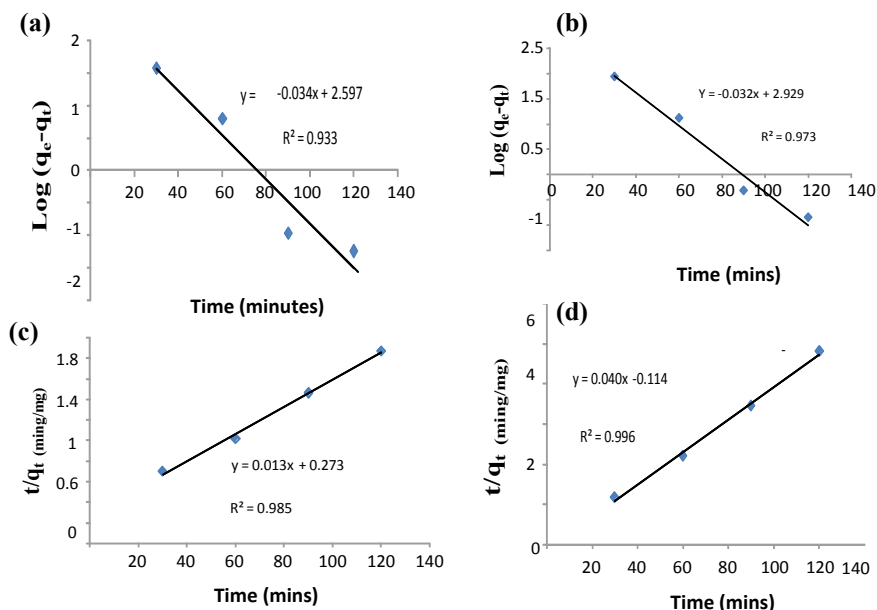 (a)
2
1
0
-1
-2
20 40 60 80 100 120 140
y = -0.034x + 2.597
R² = 0.933
Log (qₑ-qₜ)
Time (minutes)
(b)
2.5
1.5
0.5
-1
0 20 40 60 80 100 120 140
Y = -0.032x + 2.929
R² = 0.973
Log (qₑ-qₜ)
Time (mins)
(c)
1.8
1.4
1
0.6
0
20 40 60 80 100 120 140
y = 0.013x + 0.273
R² = 0.985
t/qₜ (ming/mg)
Time (mins)
(d)
6
4
2
0
20 40 60 80 100 120 140
-
y = 0.040x -0.114
R² = 0.996
t/qₜ (ming/mg)
Time (mins)